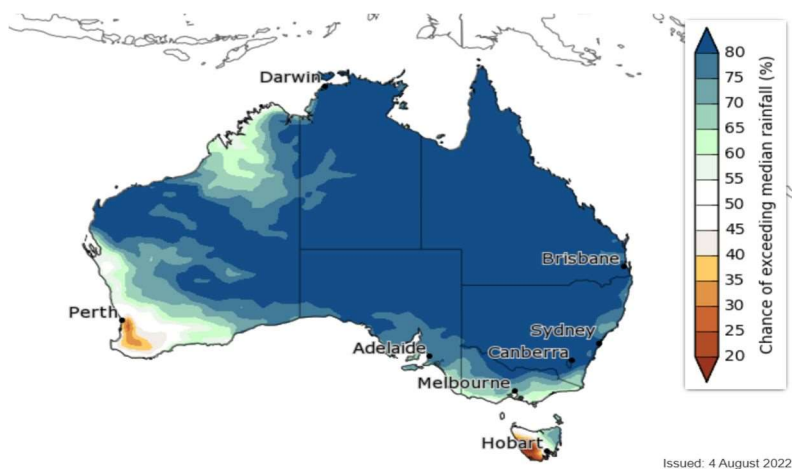 Darwin
Brisbane
Perth
Sydney
Adelaide
Canberra
Melbourne
Hobart
80
75
70
65
60
55
50
45
40
35
30
25
20
Chance of exceeding median rainfall (%)
Issued: 4 August 2022